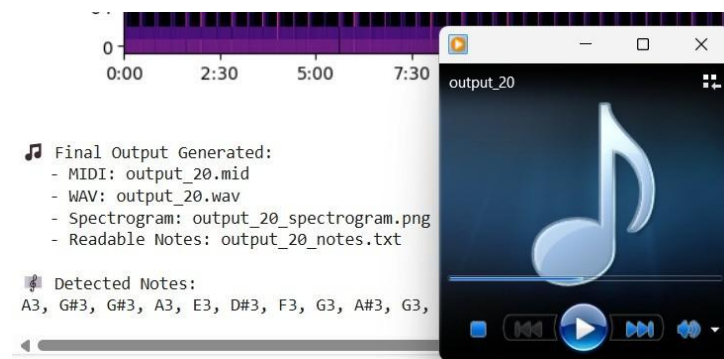 0
0:00 2:30 5:00 7:30
output_20
🎵 Final Output Generated:
- MIDI: output_20.mid
- WAV: output_20.wav
- Spectrogram: output_20_spectrogram.png
- Readable Notes: output_20_notes.txt
🎼 Detected Notes:
A3, G#3, G#3, A3, E3, D#3, F3, G3, A#3, G3,